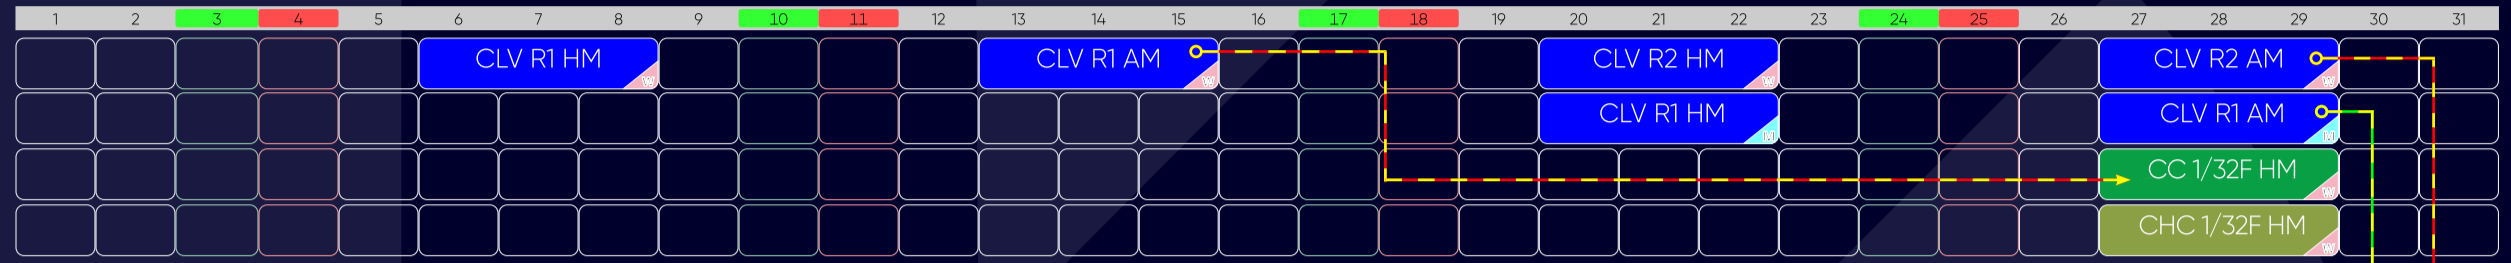 1 2 3 4 5 6 7 8 9 10 11 12 13 14 15 16 17 18 19 20 21 22 23 24 25 26 27 28 29 30 31
CLV R1 HM W CLV R1 AM W CLV R2 HM W CLV R2 AM W
CLV R1 HM M CLV R1 AM M
CC 1/32F HM W
CHC 1/32F HM W